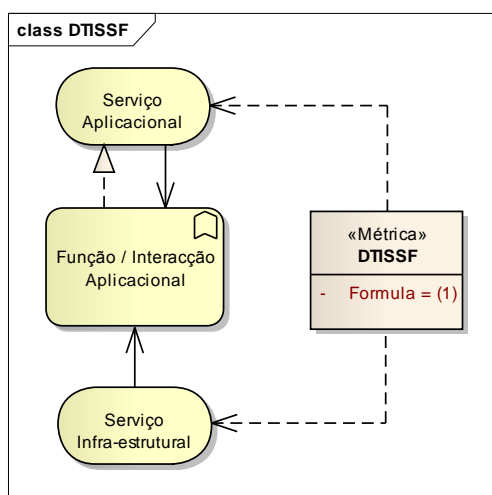 class DTISSF
Serviço
Aplicacional
Função / Interacção
Aplicacional
«Métrica»
DTISSF
- Formula = (1)
Serviço
Infra-estrutural